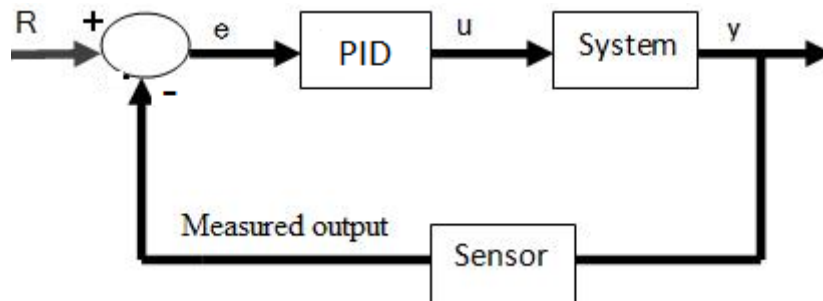 R + e PID u System y
-
Measured output
Sensor